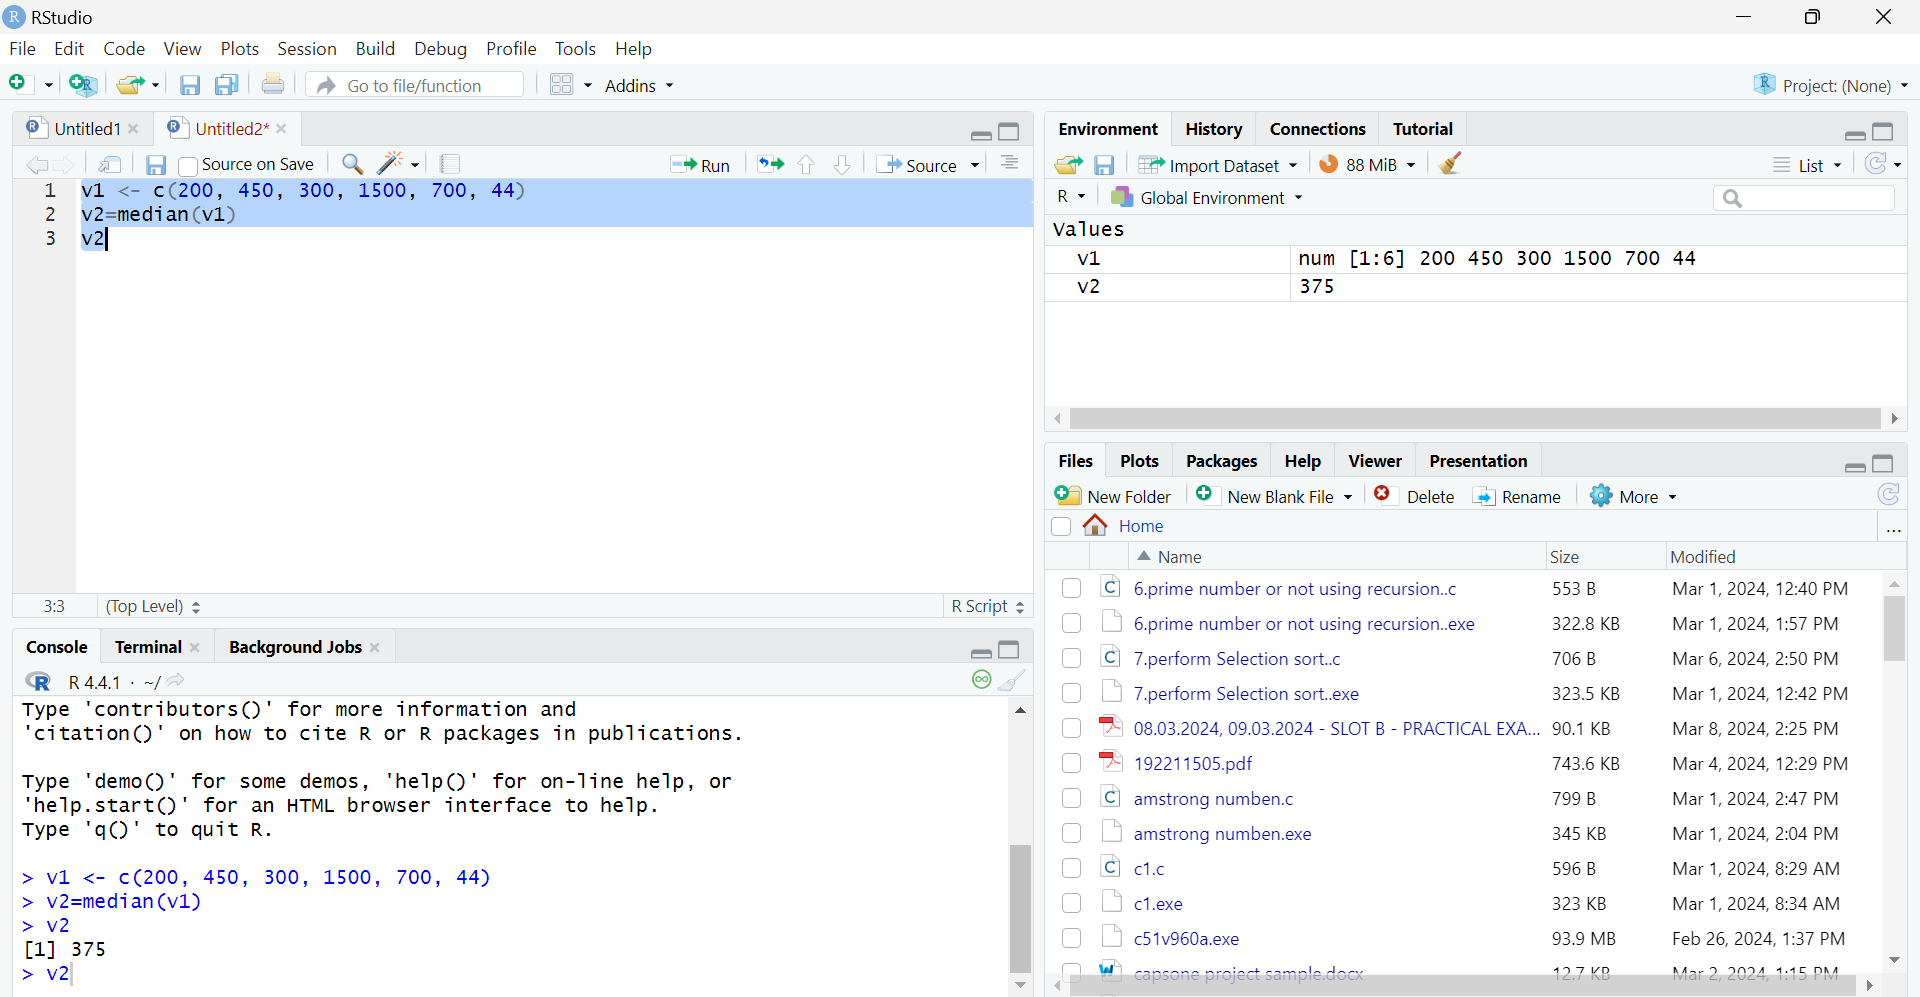 RStudio
File Edit Code View Plots Session Build Debug Profile Tools Help
Go to file/function Addins Project: (None)
Untitled1 Untitled2*
Source on Save Run Source
1 v1 <- c(200, 450, 300, 1500, 700, 44)
2 v2=median(v1)
3 v2
3:3 (Top Level) R Script
Console Terminal Background Jobs
R 4.4.1 · ~/
Type 'contributors()' for more information and
'citation()' on how to cite R or R packages in publications.
Type 'demo()' for some demos, 'help()' for on-line help, or
'help.start()' for an HTML browser interface to help.
Type 'q()' to quit R.
> v1 <- c(200, 450, 300, 1500, 700, 44)
> v2=median(v1)
> v2
[1] 375
> v2
Environment History Connections Tutorial
Import Dataset 88 MiB List
R Global Environment
Values
v1 num [1:6] 200 450 300 1500 700 44
v2 375
Files Plots Packages Help Viewer Presentation
New Folder New Blank File Delete Rename More
Home ...
Name Size Modified
6.prime number or not using recursion..c 553 B Mar 1, 2024, 12:40 PM
6.prime number or not using recursion..exe 322.8 KB Mar 1, 2024, 1:57 PM
7.perform Selection sort..c 706 B Mar 6, 2024, 2:50 PM
7.perform Selection sort..exe 323.5 KB Mar 1, 2024, 12:42 PM
08.03.2024, 09.03.2024 - SLOT B - PRACTICAL EXA... 90.1 KB Mar 8, 2024, 2:25 PM
192211505.pdf 743.6 KB Mar 4, 2024, 12:29 PM
amstrong numben.c 799 B Mar 1, 2024, 2:47 PM
amstrong numben.exe 345 KB Mar 1, 2024, 2:04 PM
c1.c 596 B Mar 1, 2024, 8:29 AM
c1.exe 323 KB Mar 1, 2024, 8:34 AM
c51v960a.exe 93.9 MB Feb 26, 2024, 1:37 PM
capsone project sample.docx 12.7 KB Mar 2, 2024, 1:15 PM